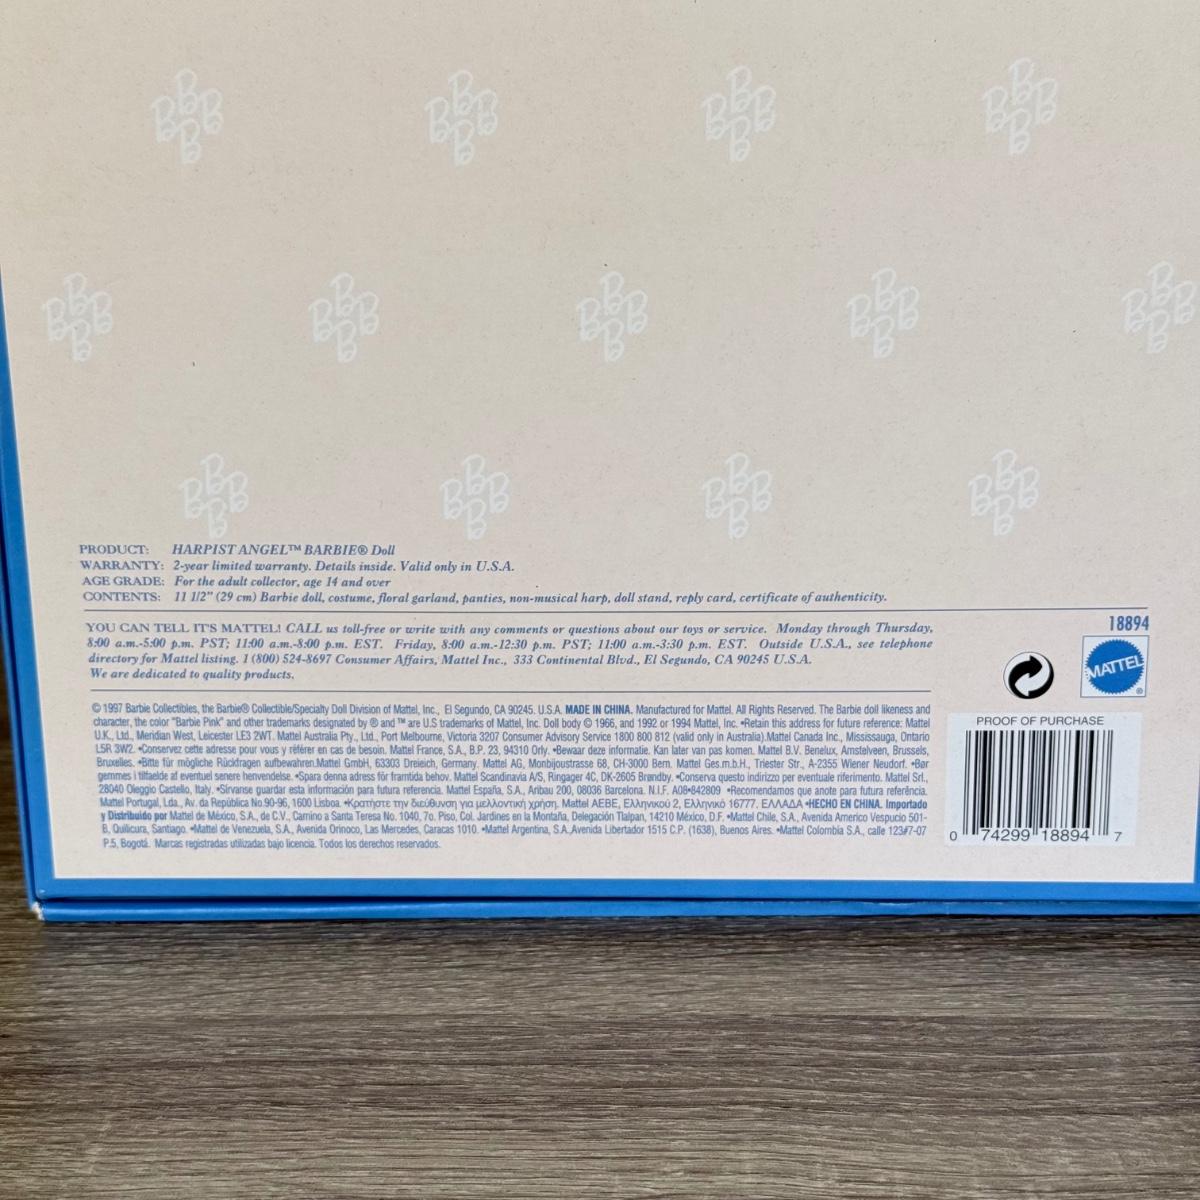 PRODUCT: HARPIST ANGEL™ BARBIE® Doll
WARRANTY: 2-year limited warranty. Details inside. Valid only in U.S.A.
AGE GRADE: For the adult collector, age 14 and over
CONTENTS: 11 1/2" (29 cm) Barbie doll, costume, floral garland, panties, non-musical harp, doll stand, reply card, certificate of authenticity.
YOU CAN TELL IT'S MATTEL! CALL us toll-free or write with any comments or questions about our toys or service. Monday through Thursday,
8:00 a.m.-5:00 p.m. PST; 11:00 a.m.-8:00 p.m. EST. Friday, 8:00 a.m.-12:30 p.m. PST; 11:00 a.m.-3:30 p.m. EST. Outside U.S.A., see telephone
directory for Mattel listing. 1 (800) 524-8697 Consumer Affairs, Mattel Inc., 333 Continental Blvd., El Segundo, CA 90245 U.S.A.
We are dedicated to quality products.
18894
MATTEL®
© 1997 Barbie Collectibles, the Barbie® Collectible/Specialty Doll Division of Mattel, Inc., El Segundo, CA 90245. U.S.A. MADE IN CHINA. Manufactured for Mattel. All Rights Reserved. The Barbie doll likeness and
character, the color "Barbie Pink" and other trademarks designated by ® and ™ are U.S trademarks of Mattel, Inc. Doll body © 1966, and 1992 or 1994 Mattel, Inc. •Retain this address for future reference: Mattel
U.K., Ltd., Meridian West, Leicester LE3 2WT. Mattel Australia Pty., Ltd., Port Melbourne, Victoria 3207 Consumer Advisory Service 1800 800 812 (valid only in Australia).Mattel Canada Inc., Mississauga, Ontario
L5R 3W2. •Conservez cette adresse pour vous y référer en cas de besoin. Mattel France, S.A., B.P. 23, 94310 Orly. •Bewaar deze informatie. Kan later van pas komen. Mattel B.V. Benelux, Amstelveen, Brussels,
Bruxelles. •Bitte für mögliche Rückfragen aufbewahren.Mattel GmbH, 63303 Dreieich, Germany. Mattel AG, Monbijoustrasse 68, CH-3000 Bern. Mattel Ges.m.b.H., Triester Str., A-2355 Wiener Neudorf. •Bør
gemmes i tilfælde af eventuel senere henvendelse. •Spara denna adress för framtida behov. Mattel Scandinavia A/S, Ringager 4C, DK-2605 Brøndby. •Conserva questo indirizzo per eventuale riferimento. Mattel Srl.,
28040 Oleggio Castello, Italy. •Sírvanse guardar esta información para futura referencia. Mattel España, S.A., Aribau 200, 08036 Barcelona. N.I.F. A08•842809 •Recomendamos que anote para futura referência.
Mattel Portugal, Lda., Av. da República No.90-96, 1600 Lisboa. •Κρατήστε την διεύθυνση για μελλοντική χρήση. Mattel AEBE, Ελληνικού 2, Ελληνικό 16777. ΕΛΛΑΔΑ •HECHO EN CHINA. Importado
y Distribuido por Mattel de México, S.A., de C.V., Camino a Santa Teresa No. 1040, 7o. Piso, Col. Jardines en la Montaña, Delegación Tlalpan, 14210 México, D.F. •Mattel Chile, S.A., Avenida Americo Vespucio 501-
B, Quilicura, Santiago. •Mattel de Venezuela, S.A., Avenida Orinoco, Las Mercedes, Caracas 1010. •Mattel Argentina, S.A.,Avenida Libertador 1515 C.P. (1638), Buenos Aires. •Mattel Colombia S.A., calle 123#7-07
P.5, Bogotá. Marcas registradas utilizadas bajo licencia. Todos los derechos reservados.
PROOF OF PURCHASE
0 74299 18894 7